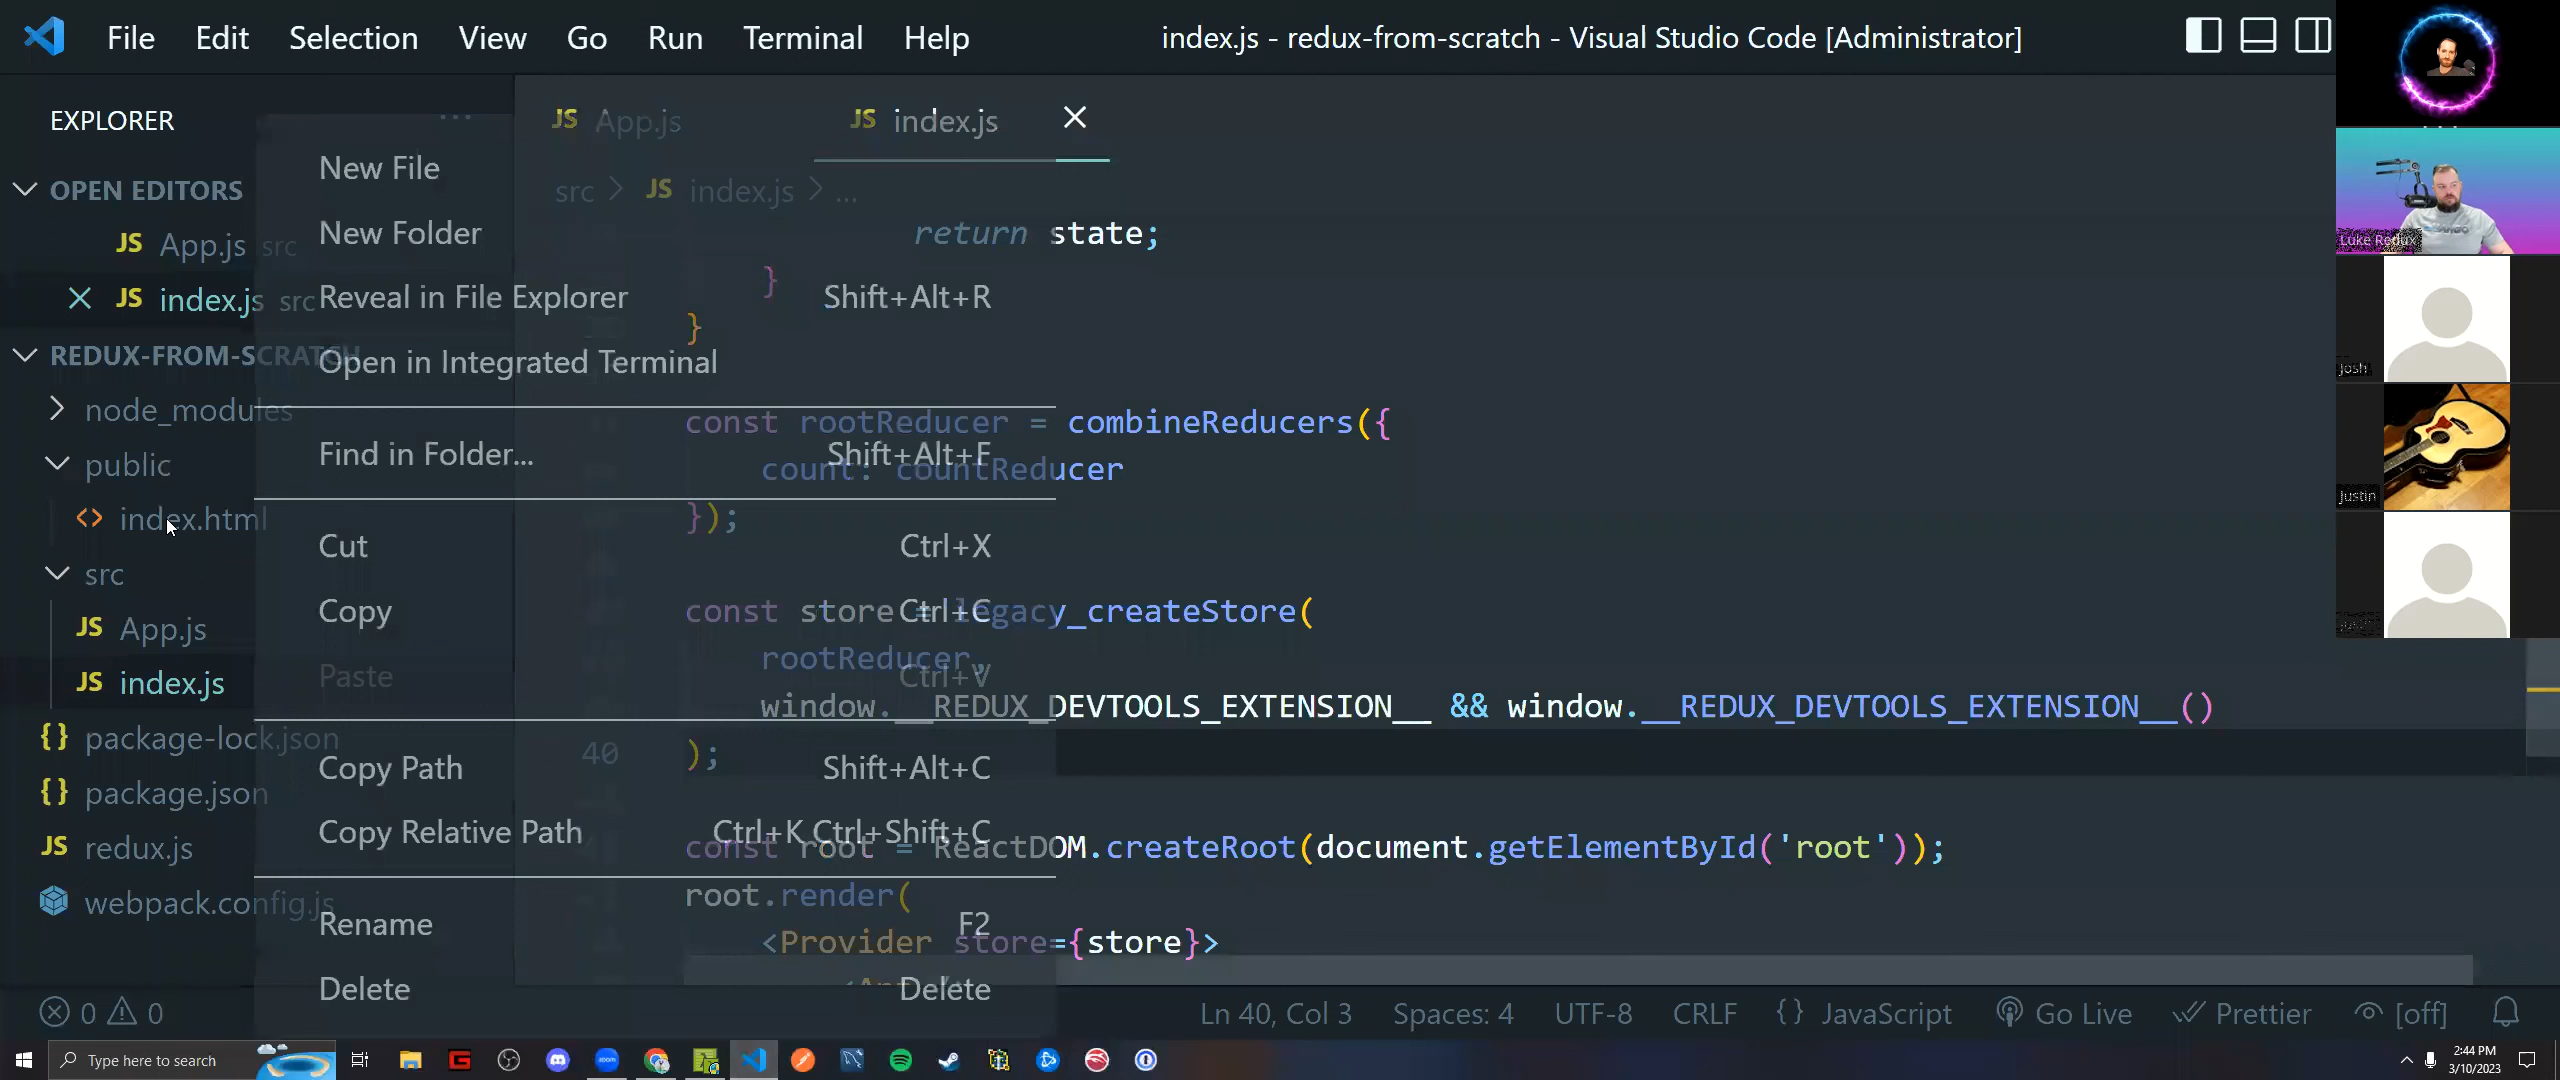 File Edit Selection View Go Run Terminal Help
index.js - redux-from-scratch - Visual Studio Code [Administrator]
EXPLORER
OPEN EDITORS
JS App.js src
JS index.js src
REDUX-FROM-SCRATCH
node_modules
public
<> index.html
src
JS App.js
JS index.js
{} package-lock.json
{} package.json
JS redux.js
webpack.config.js
New File
New Folder
Reveal in File Explorer Shift+Alt+R
Open in Integrated Terminal
Find in Folder... Shift+Alt+F
Cut Ctrl+X
Copy Ctrl+C
Paste Ctrl+V
Copy Path Shift+Alt+C
Copy Relative Path Ctrl+K Ctrl+Shift+C
Rename F2
Delete Delete
JS App.js JS index.js
src > JS index.js > ...
return state;
}
}
const rootReducer = combineReducers({
count: countReducer
});
const store = legacy_createStore(
rootReducer,
window.__REDUX_DEVTOOLS_EXTENSION__ && window.__REDUX_DEVTOOLS_EXTENSION__()
40 );
const root = ReactDOM.createRoot(document.getElementById('root'));
root.render(
<Provider store={store}>
Luke Redux
Josh
Justin
0 0
Ln 40, Col 3 Spaces: 4 UTF-8 CRLF {} JavaScript Go Live Prettier [off]
Type here to search
zoom
2:44 PM
3/10/2023